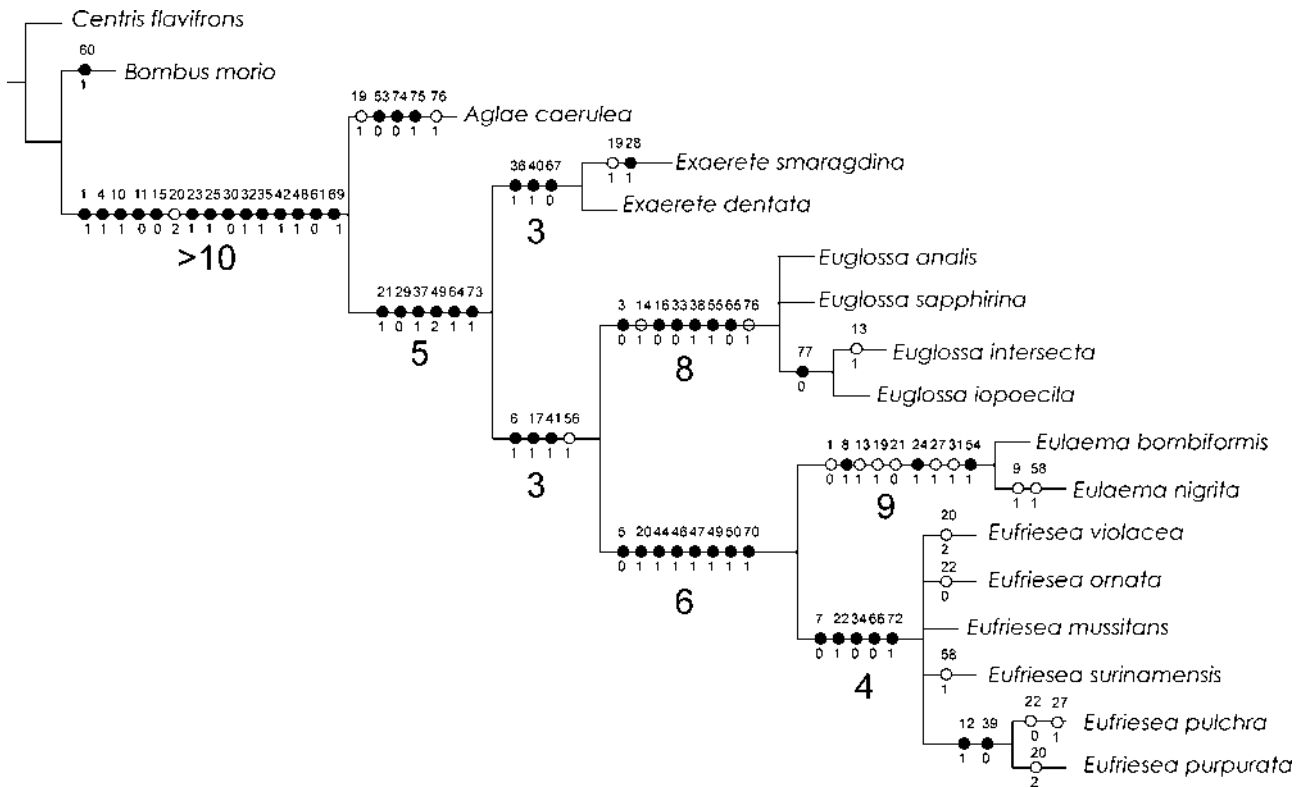 Centris flavifrons
60
1
Bombus morio
19 53 74 75 76
1 0 0 1 1
Aglae caerulea
1 4 10 11 15 20 23 25 30 32 35 42 48 61 69
1 1 1 0 0 2 1 1 0 1 1 1 1 0 1
>10
36 40 67
1 1 0
3
19 28
1 1
Exaerete smaragdina
Exaerete dentata
21 29 37 49 64 73
1 0 1 2 1 1
5
Euglossa analis
3 14 16 33 38 55 65 76
0 1 0 0 1 1 0 1
8
Euglossa sapphirina
77
0
13
1
Euglossa intersecta
Euglossa iopoecila
6 17 41 56
1 1 1 1
3
1 8 13 19 21 24 27 31 54
0 1 1 1 0 1 1 1 1
9
Eulaema bombiformis
9 58
1 1
Eulaema nigrita
5 20 44 46 47 49 50 70
0 1 1 1 1 1 1 1
6
20
2
Eufriesea violacea
22
0
Eufriesea ornata
7 22 34 66 72
0 1 0 0 1
4
Eufriesea mussitans
58
1
Eufriesea surinamensis
12 39
1 0
22 27
0 1
Eufriesea pulchra
20
2
Eufriesea purpurata